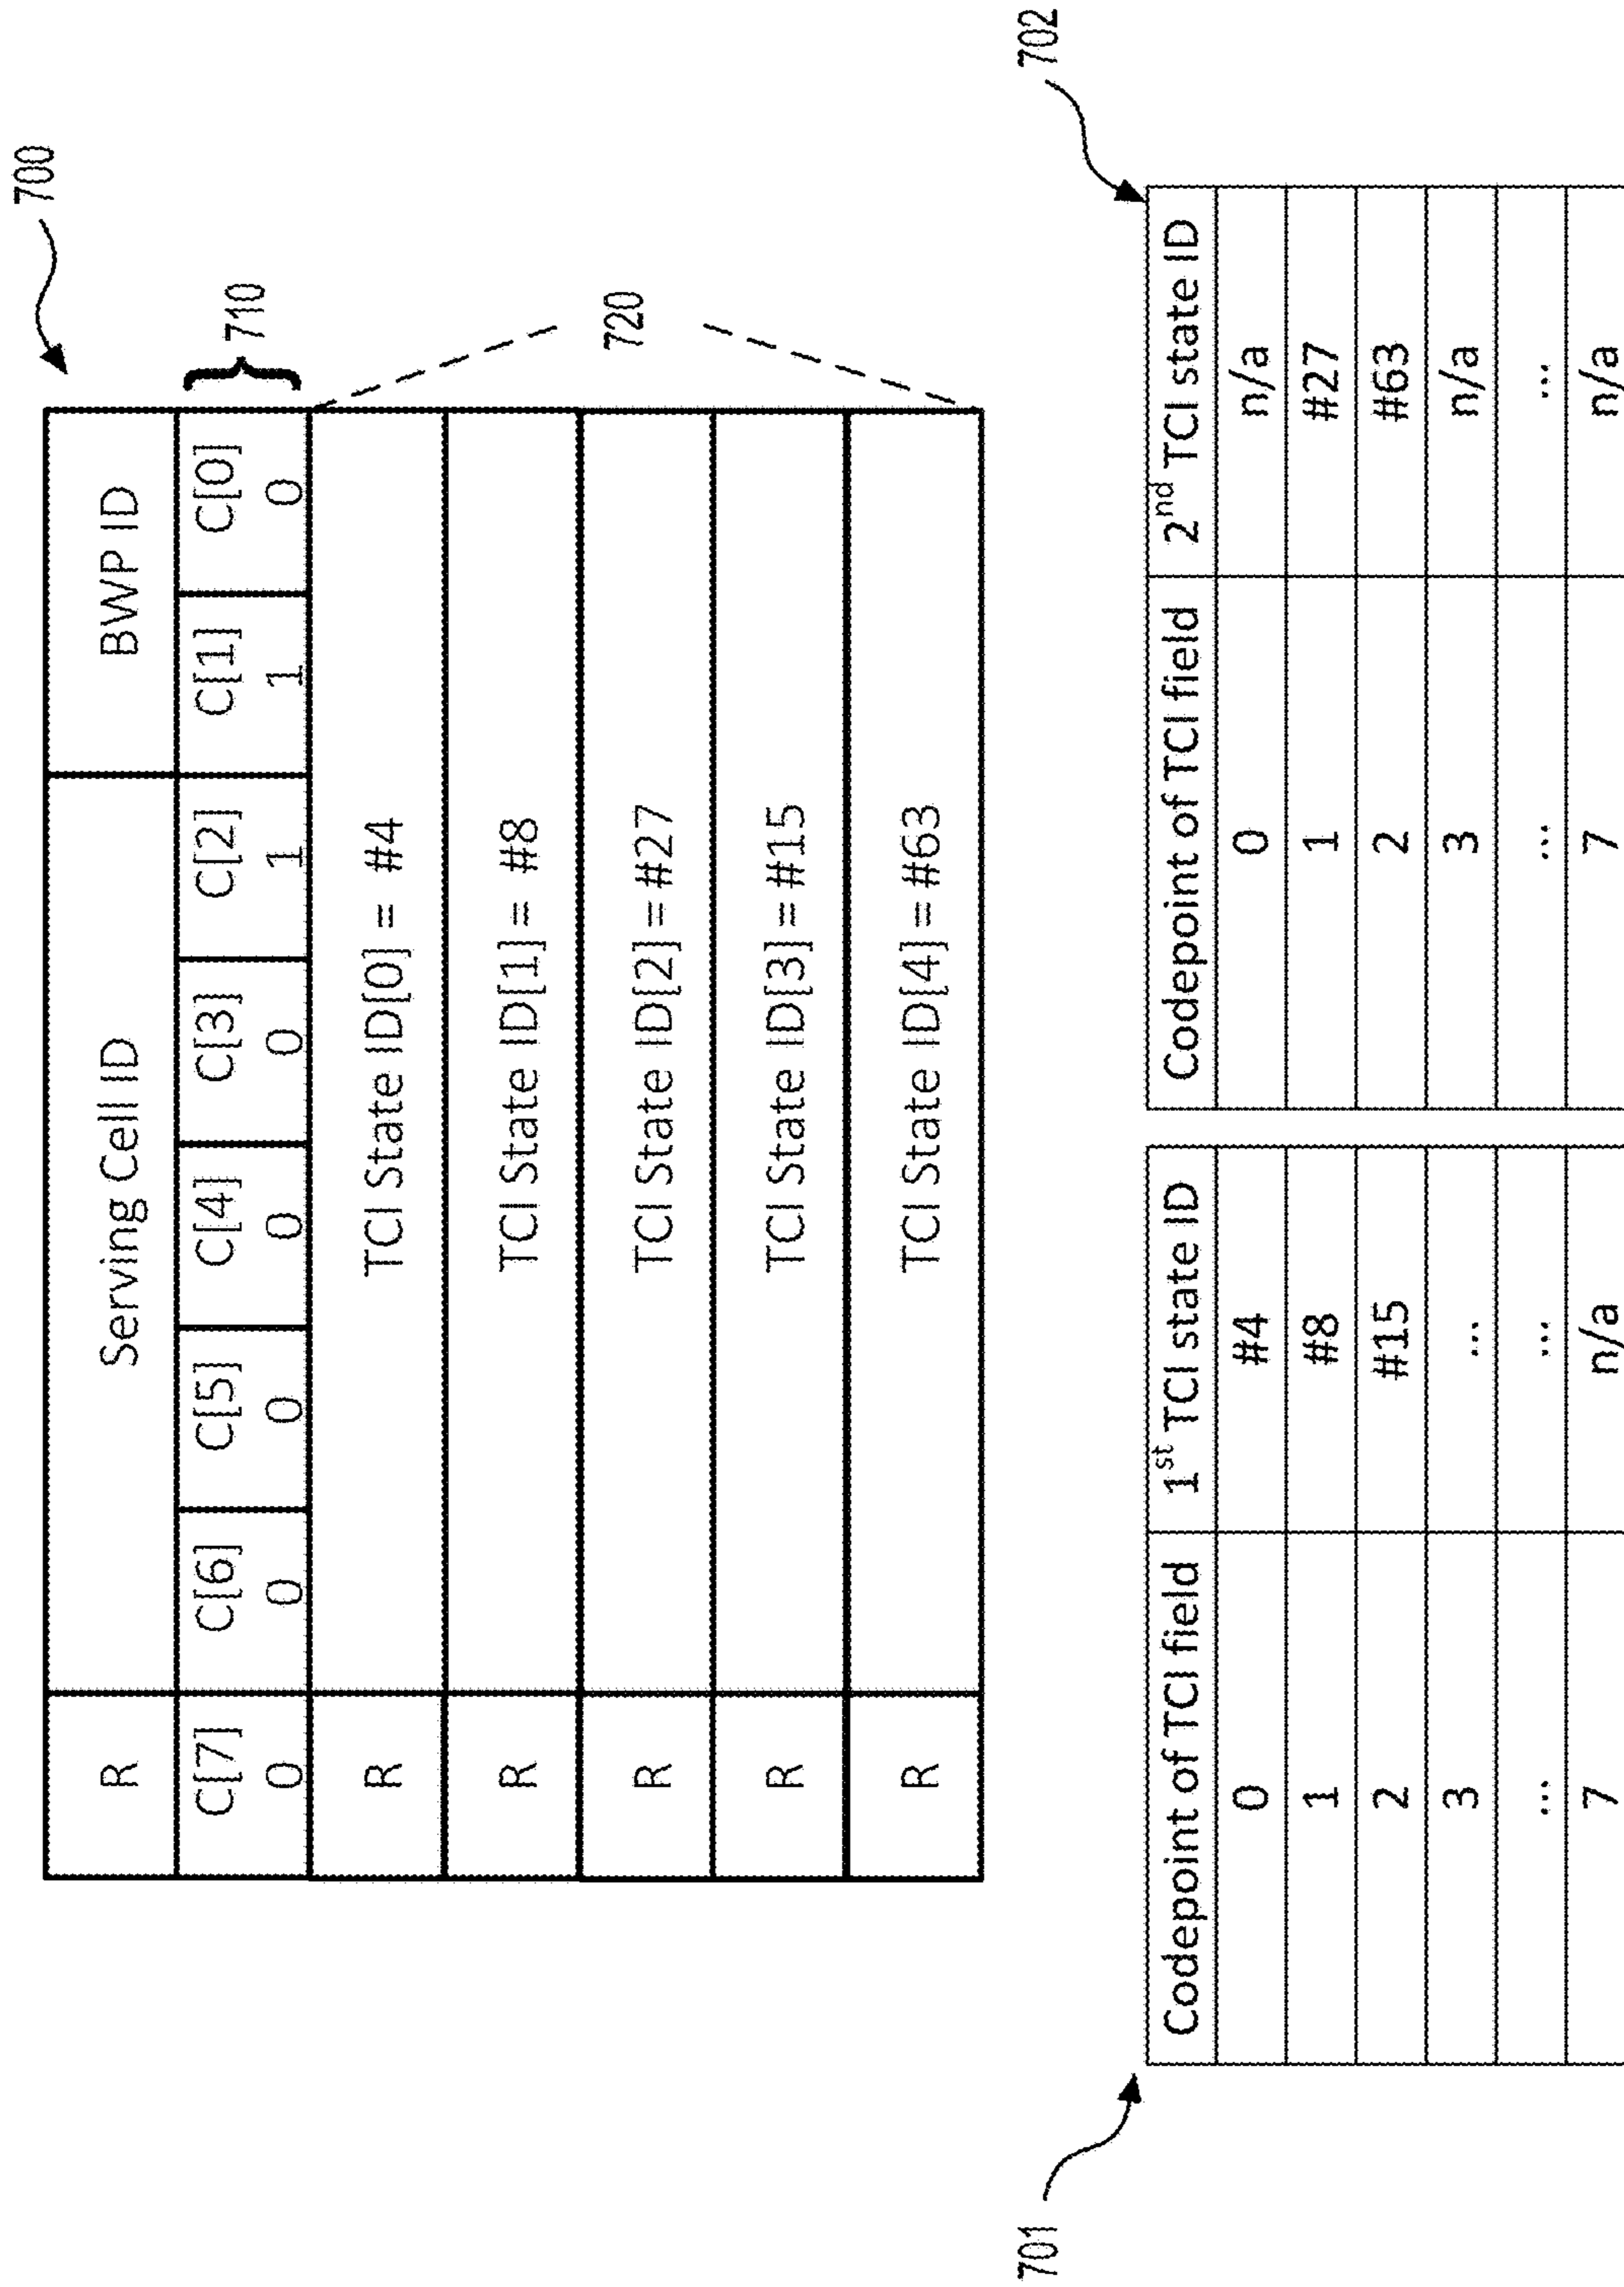 700
R Serving Cell ID BWP ID
C[7] C[6] C[5] C[4] C[3] C[2] C[1] C[0]
0 0 0 0 0 1 1 0
710
R TCI State ID[0] = #4
R TCI State ID[1] = #8
720
R TCI State ID[2] = #27
R TCI State ID[3] = #15
R TCI State ID[4] = #63
701
702
Codepoint of TCI field 1st TCI state ID
0 #4
1 #8
2 #15
3 ...
... ...
7 n/a
Codepoint of TCI field 2nd TCI state ID
0 n/a
1 #27
2 #63
3 n/a
... ...
7 n/a